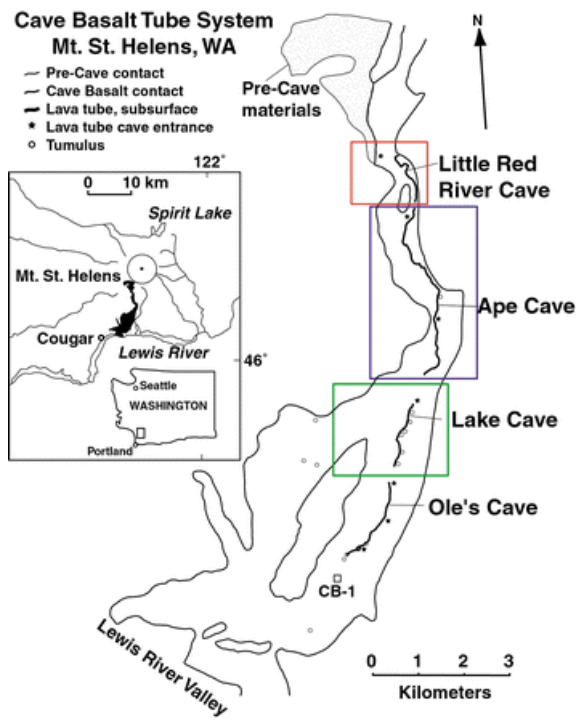 Cave Basalt Tube System
Mt. St. Helens, WA
Pre-Cave contact
Cave Basalt contact
Lava tube, subsurface
Lava tube cave entrance
Tumulus
N
Pre-Cave
materials
Little Red
River Cave
Ape Cave
Lake Cave
Ole's Cave
CB-1
Lewis River Valley
0 1 2 3
Kilometers
122°
0 10 km
Spirit Lake
Mt. St. Helens
Cougar
Lewis River
46°
Seattle
WASHINGTON
Portland